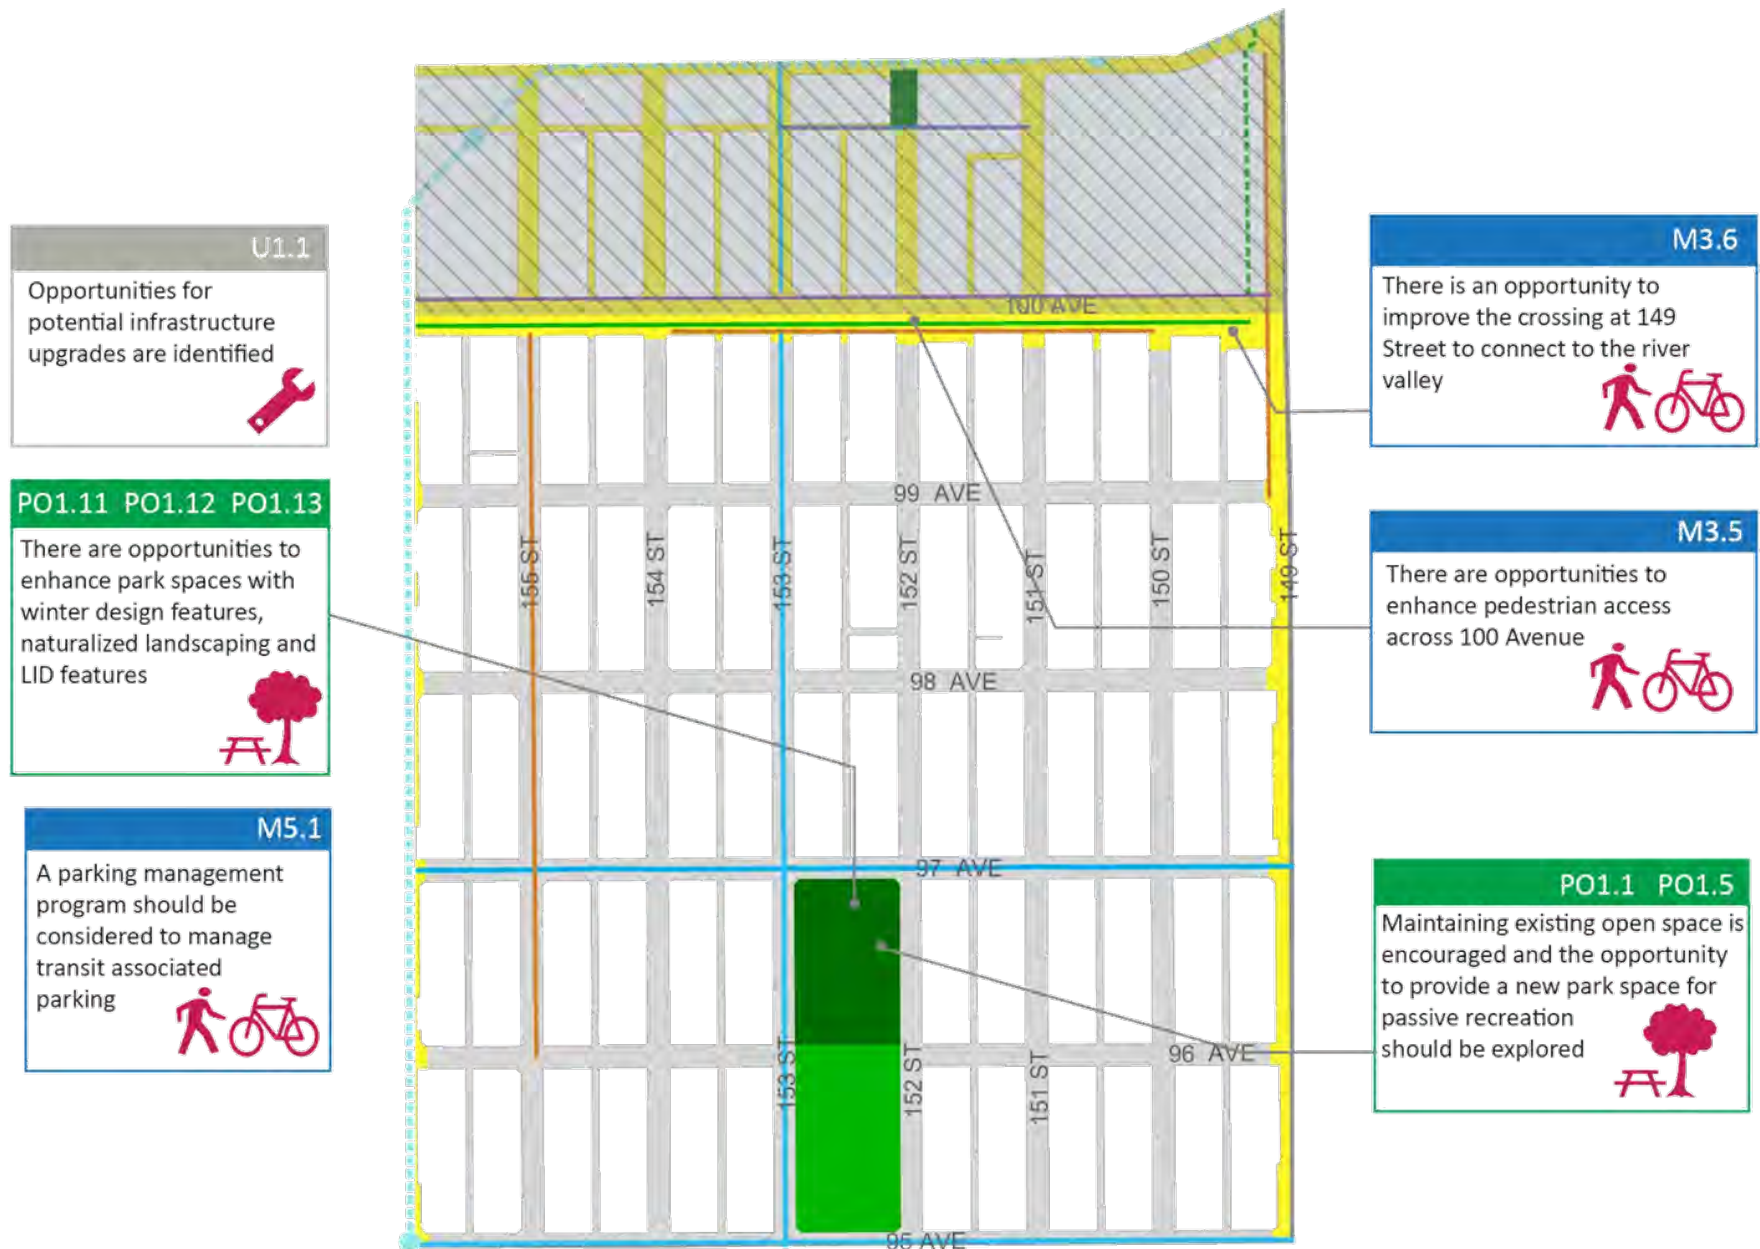 U1.1
Opportunities for
potential infrastructure
upgrades are identified
PO1.11 PO1.12 PO1.13
There are opportunities to
enhance park spaces with
winter design features,
naturalized landscaping and
LID features
M5.1
A parking management
program should be
considered to manage
transit associated
parking
100 AVE
99 AVE
155 ST
154 ST
153 ST
152 ST
151 ST
150 ST
149 ST
98 AVE
97 AVE
96 AVE
153 ST
152 ST
151 ST
95 AVE
M3.6
There is an opportunity to
improve the crossing at 149
Street to connect to the river
valley
M3.5
There are opportunities to
enhance pedestrian access
across 100 Avenue
PO1.1 PO1.5
Maintaining existing open space is
encouraged and the opportunity
to provide a new park space for
passive recreation
should be explored